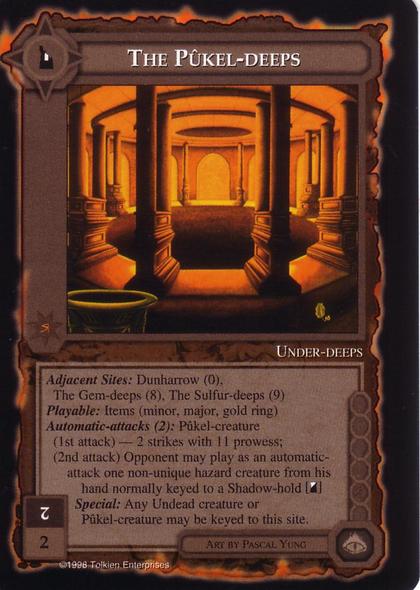 THE PÛKEL-DEEPS
UNDER-DEEPS
Adjacent Sites: Dunharrow (0),
The Gem-deeps (8), The Sulfur-deeps (9)
Playable: Items (minor, major, gold ring)
Automatic-attacks (2): Pûkel-creature
(1st attack) — 2 strikes with 11 prowess;
(2nd attack) Opponent may play as an automatic-
attack one non-unique hazard creature from his
hand normally keyed to a Shadow-hold []
Special: Any Undead creature or
Pûkel-creature may be keyed to this site.
2
2
ART BY PASCAL YUNG
©1996 Tolkien Enterprises